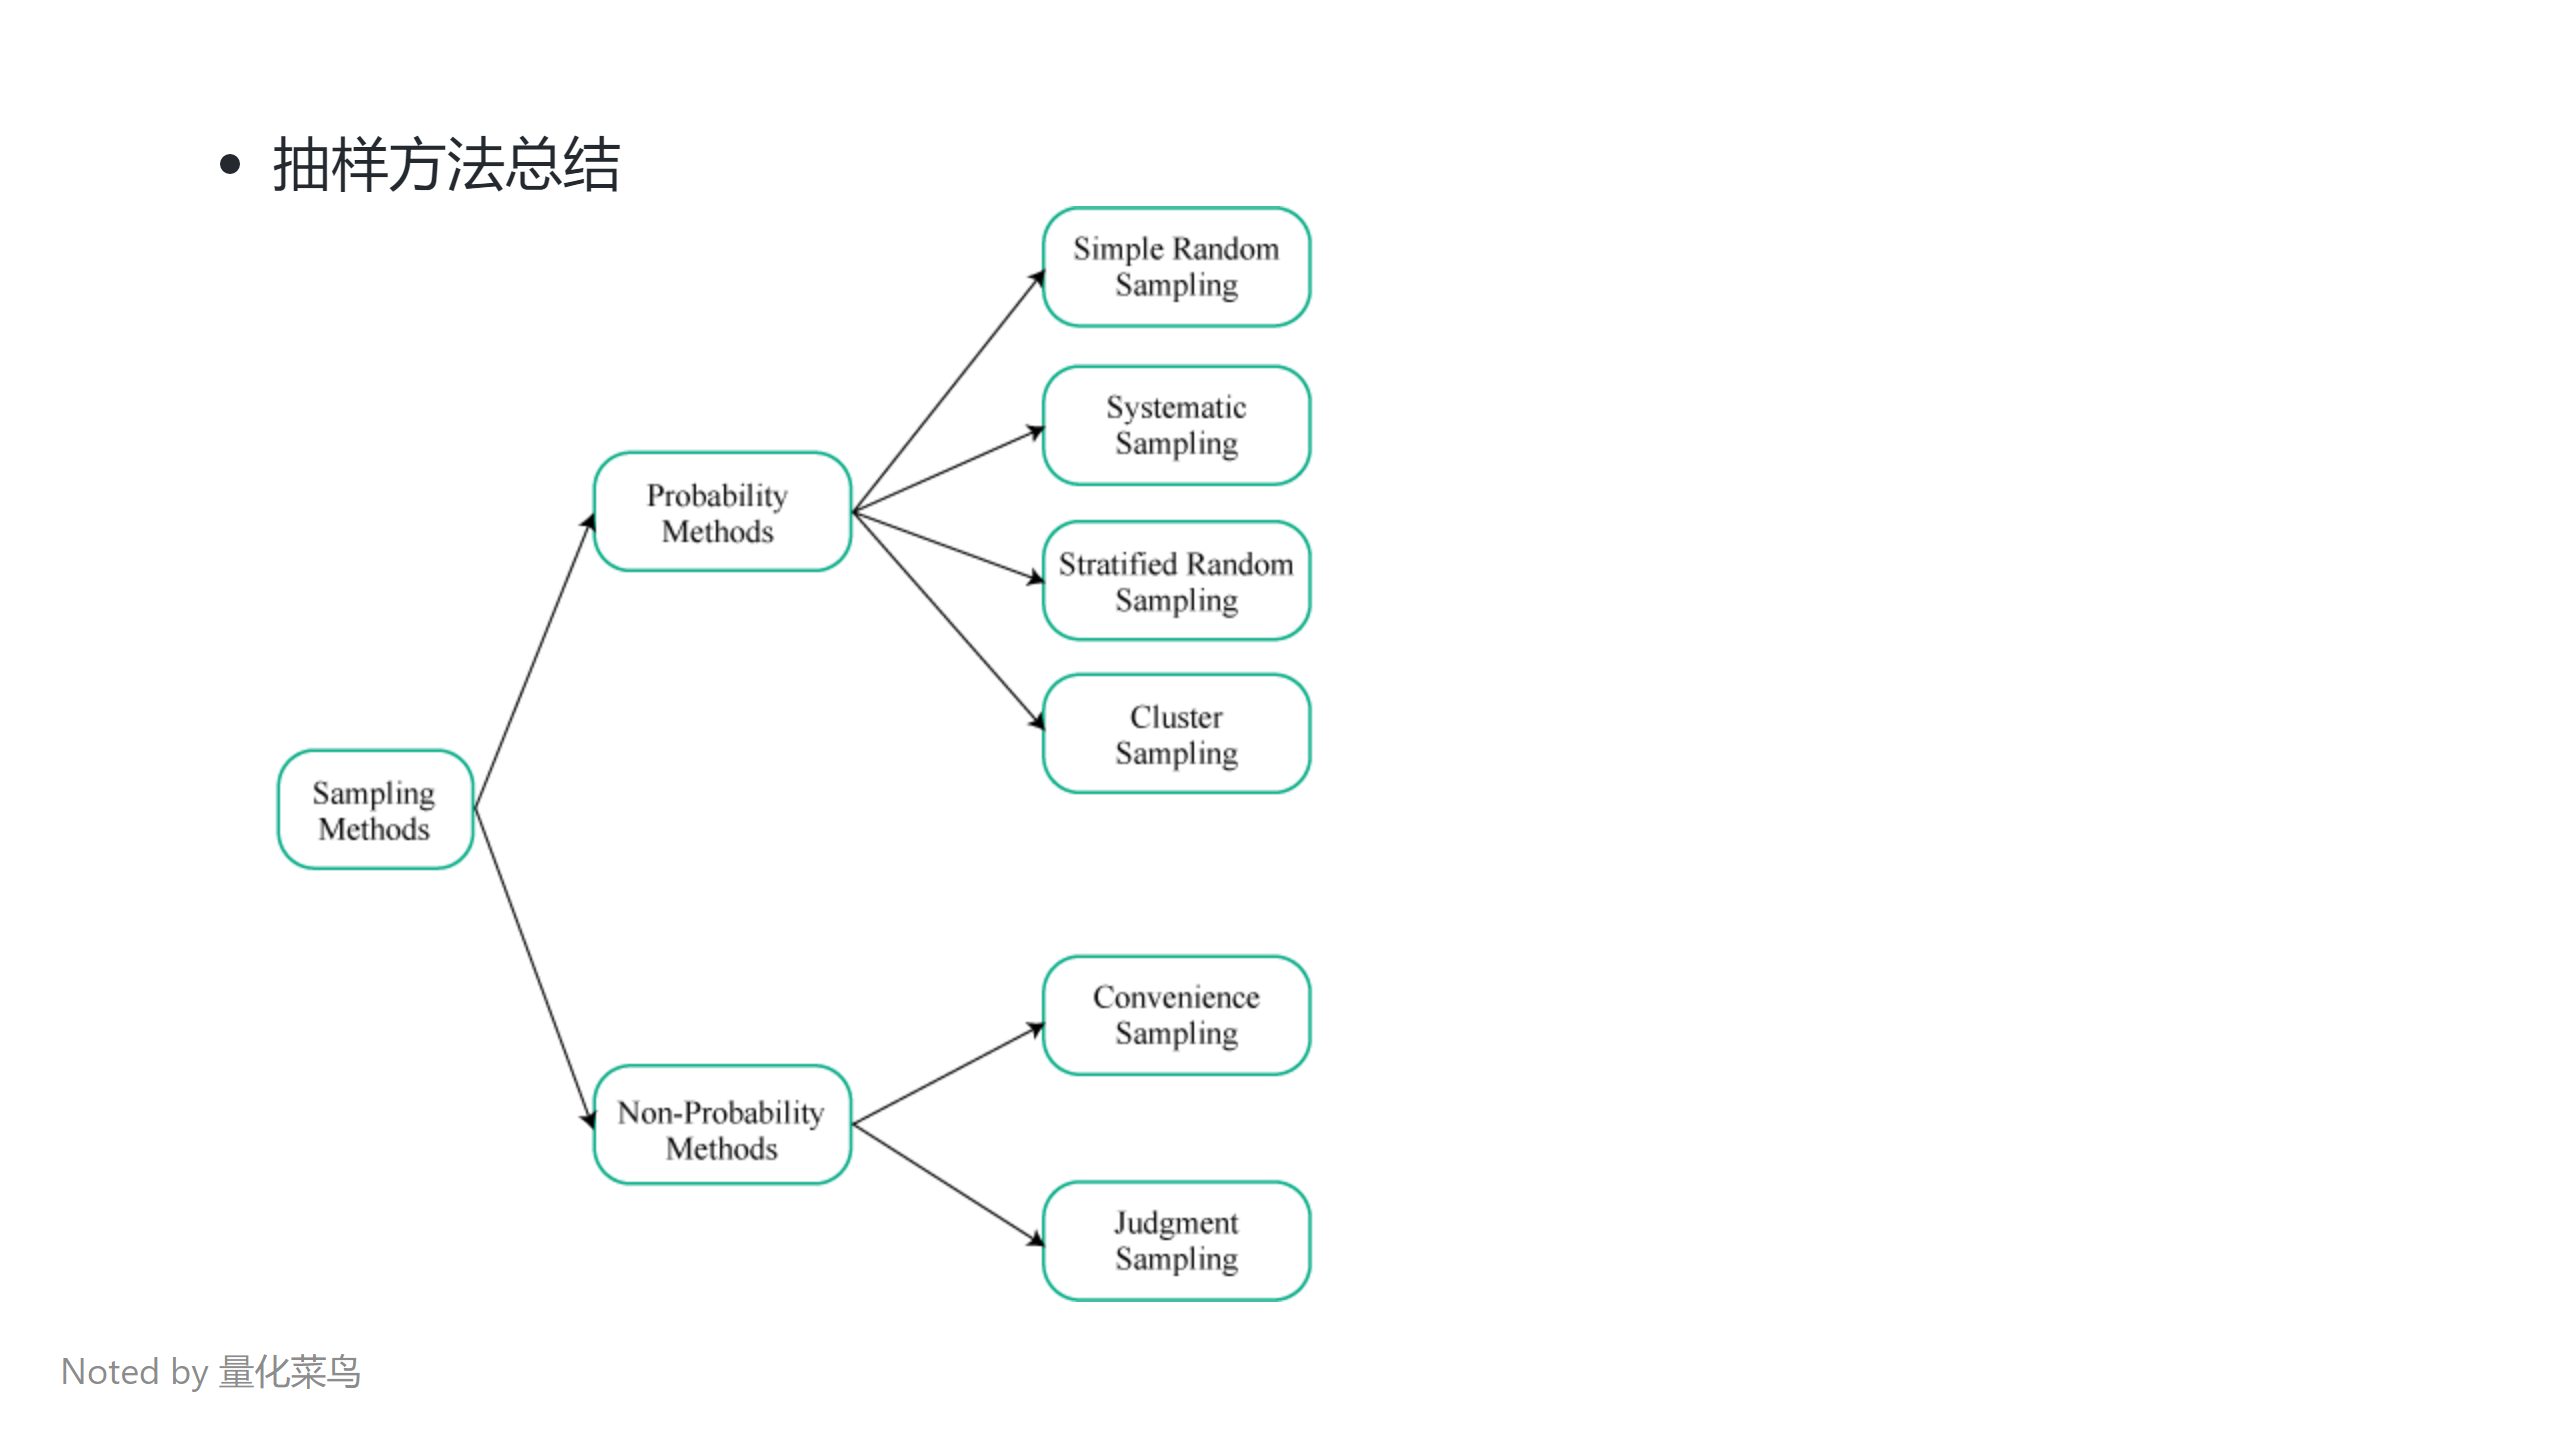 抽样方法总结
Simple Random
Sampling
Systematic
Sampling
Probability
Methods
Stratified Random
Sampling
Cluster
Sampling
Sampling
Methods
Convenience
Sampling
Non-Probability
Methods
Judgment
Sampling
Noted by 量化菜鸟